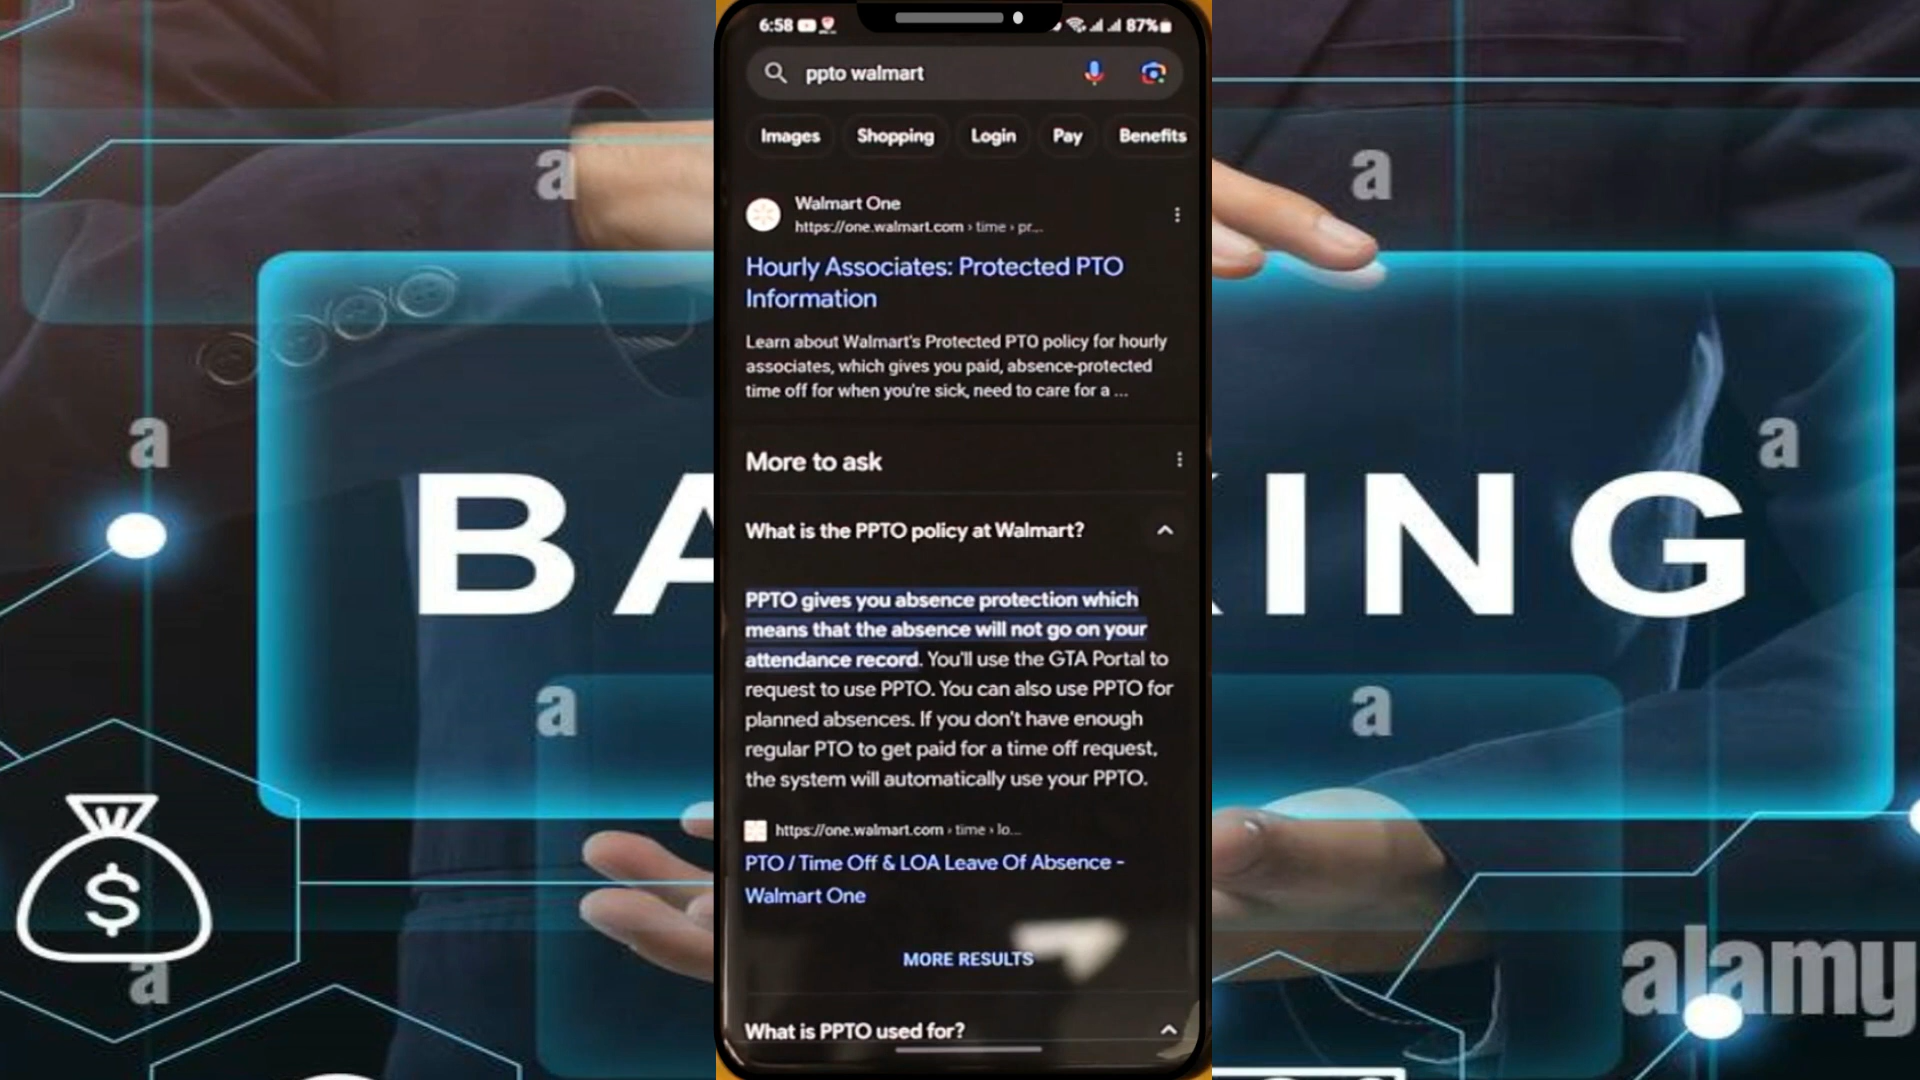 6:58
87%
ppto walmart
Images Shopping Login Pay Benefits
Walmart One
https://one.walmart.com › time › pr...
Hourly Associates: Protected PTO
Information
Learn about Walmart's Protected PTO policy for hourly
associates, which gives you paid, absence-protected
time off for when you're sick, need to care for a ...
More to ask
What is the PPTO policy at Walmart?
PPTO gives you absence protection which
means that the absence will not go on your
attendance record. You'll use the GTA Portal to
request to use PPTO. You can also use PPTO for
planned absences. If you don't have enough
regular PTO to get paid for a time off request,
the system will automatically use your PPTO.
https://one.walmart.com › time › lo...
PTO / Time Off & LOA Leave Of Absence -
Walmart One
MORE RESULTS
What is PPTO used for?
BA
ING
a
a
a
a
a
a
a
$
alamy